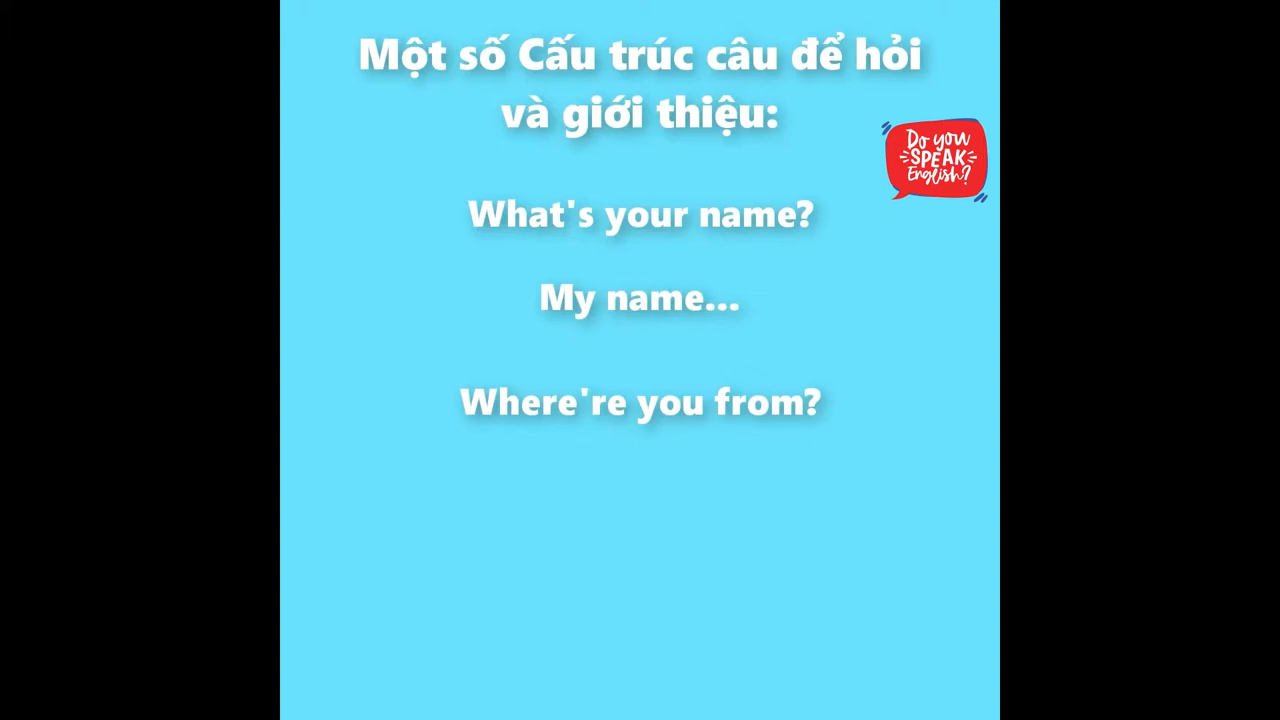 Một số Cấu trúc câu để hỏi
và giới thiệu:
Do you
SPEAK
English?
What's your name?
My name...
Where're you from?